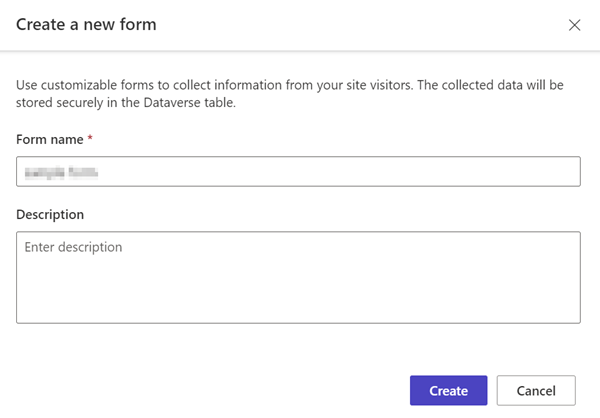 Create a new form
Use customizable forms to collect information from your site visitors. The collected data will be
stored securely in the Dataverse table.
Form name *
Description
Enter description
Create
Cancel